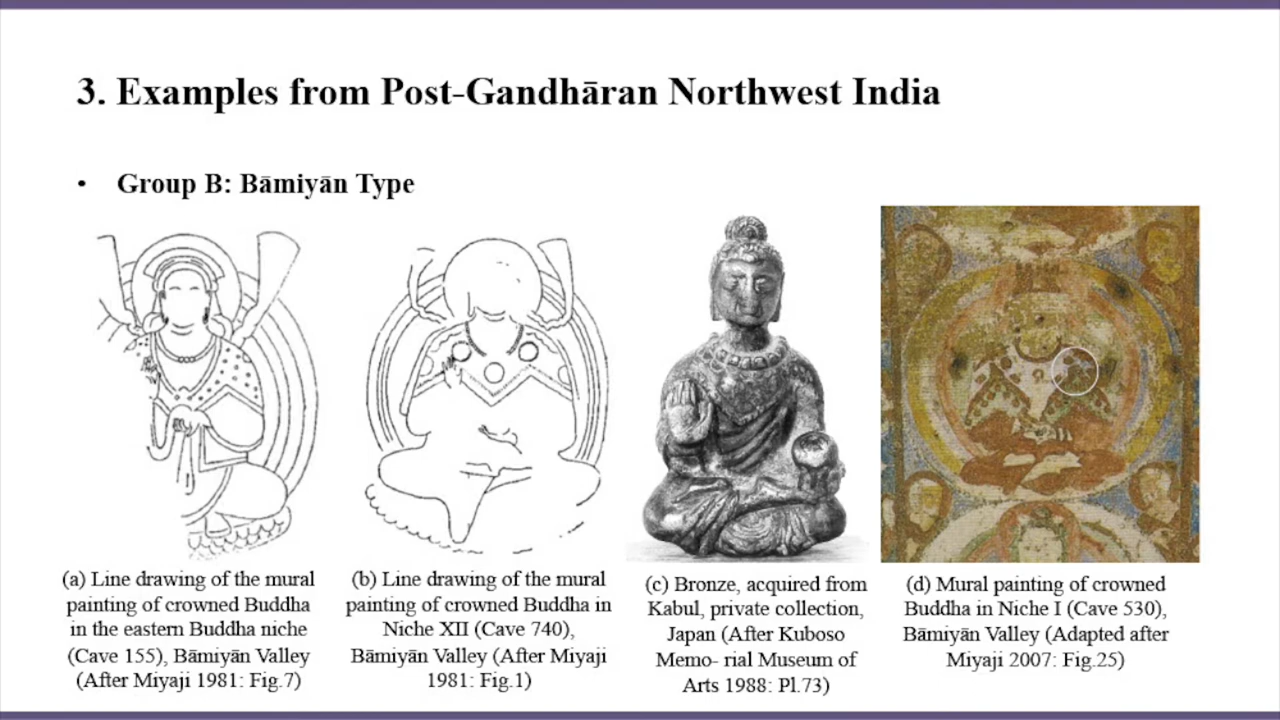 3. Examples from Post-Gandhāran Northwest India
• Group B: Bāmiyān Type
(a) Line drawing of the mural
painting of crowned Buddha
in the eastern Buddha niche
(Cave 155), Bāmiyān Valley
(After Miyaji 1981: Fig.7)
(b) Line drawing of the mural
painting of crowned Buddha in
Niche XII (Cave 740),
Bāmiyān Valley (After Miyaji
1981: Fig.1)
(c) Bronze, acquired from
Kabul, private collection,
Japan (After Kuboso
Memo- rial Museum of
Arts 1988: Pl.73)
(d) Mural painting of crowned
Buddha in Niche I (Cave 530),
Bāmiyān Valley (Adapted after
Miyaji 2007: Fig.25)